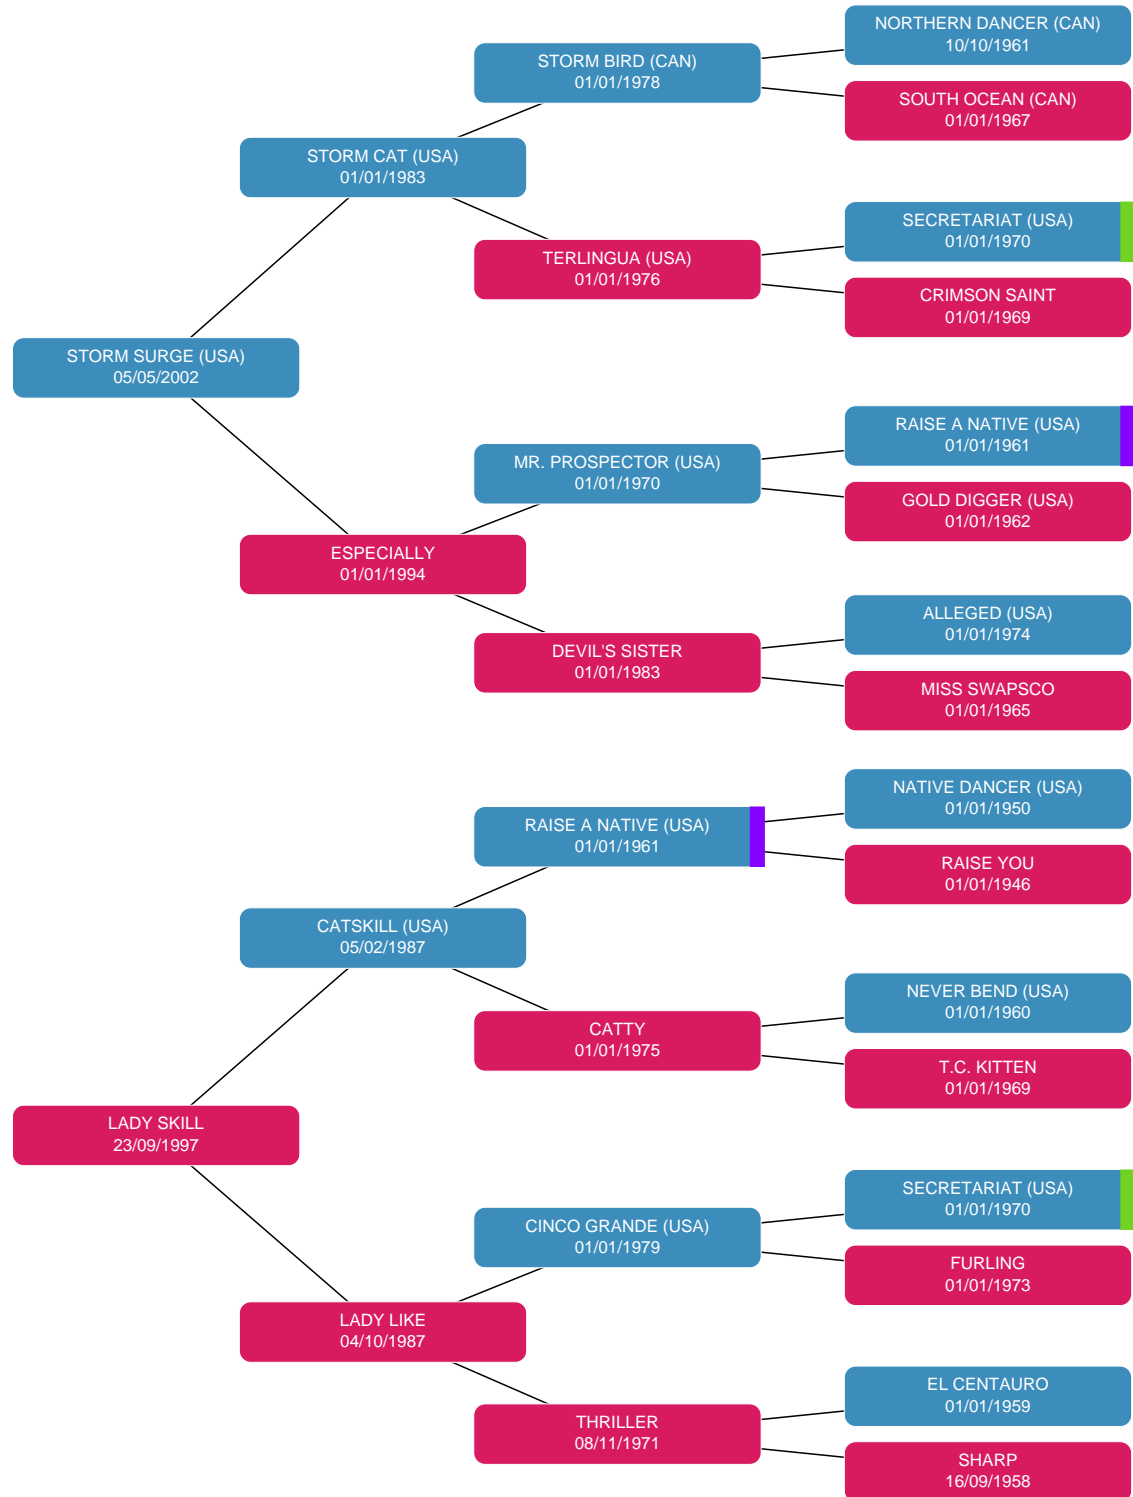 NORTHERN DANCER (CAN)
10/10/1961
STORM BIRD (CAN)
01/01/1978
SOUTH OCEAN (CAN)
01/01/1967
STORM CAT (USA)
01/01/1983
SECRETARIAT (USA)
01/01/1970
TERLINGUA (USA)
01/01/1976
CRIMSON SAINT
01/01/1969
STORM SURGE (USA)
05/05/2002
RAISE A NATIVE (USA)
01/01/1961
MR. PROSPECTOR (USA)
01/01/1970
GOLD DIGGER (USA)
01/01/1962
ESPECIALLY
01/01/1994
ALLEGED (USA)
01/01/1974
DEVIL'S SISTER
01/01/1983
MISS SWAPSCO
01/01/1965
NATIVE DANCER (USA)
01/01/1950
RAISE A NATIVE (USA)
01/01/1961
RAISE YOU
01/01/1946
CATSKILL (USA)
05/02/1987
NEVER BEND (USA)
01/01/1960
CATTY
01/01/1975
T.C. KITTEN
01/01/1969
LADY SKILL
23/09/1997
SECRETARIAT (USA)
01/01/1970
CINCO GRANDE (USA)
01/01/1979
FURLING
01/01/1973
LADY LIKE
04/10/1987
EL CENTAURO
01/01/1959
THRILLER
08/11/1971
SHARP
16/09/1958